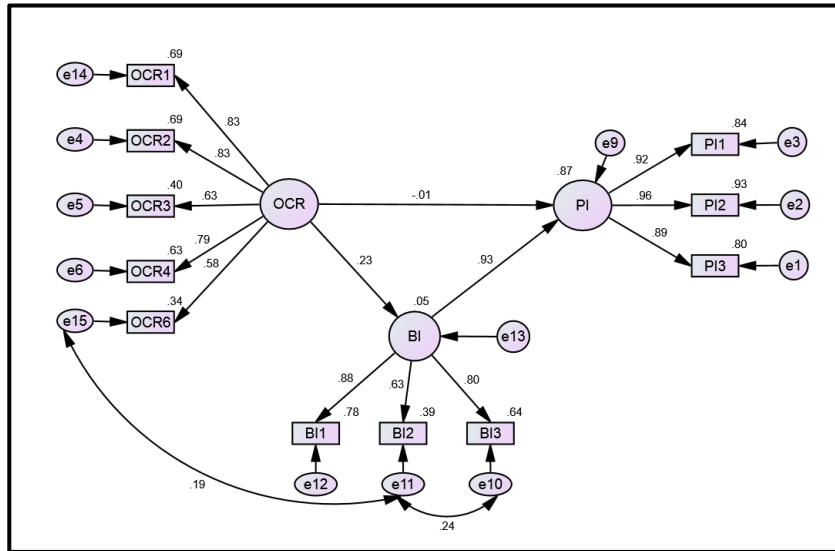 .69
e14 OCR1
.69
.83
e4 OCR2
.83
e9
.84
PI1 e3
.87
.92
.40
e5 OCR3
.63
OCR
-.01
PI
.96
.93
PI2 e2
.79
.63
e6 OCR4
.58
.89
.80
PI3 e1
.34
e15 OCR6
.23
.93
.05
BI
e13
.88
.63
.80
.78
.39
.64
BI1 BI2 BI3
e12 e11 e10
.19
.24